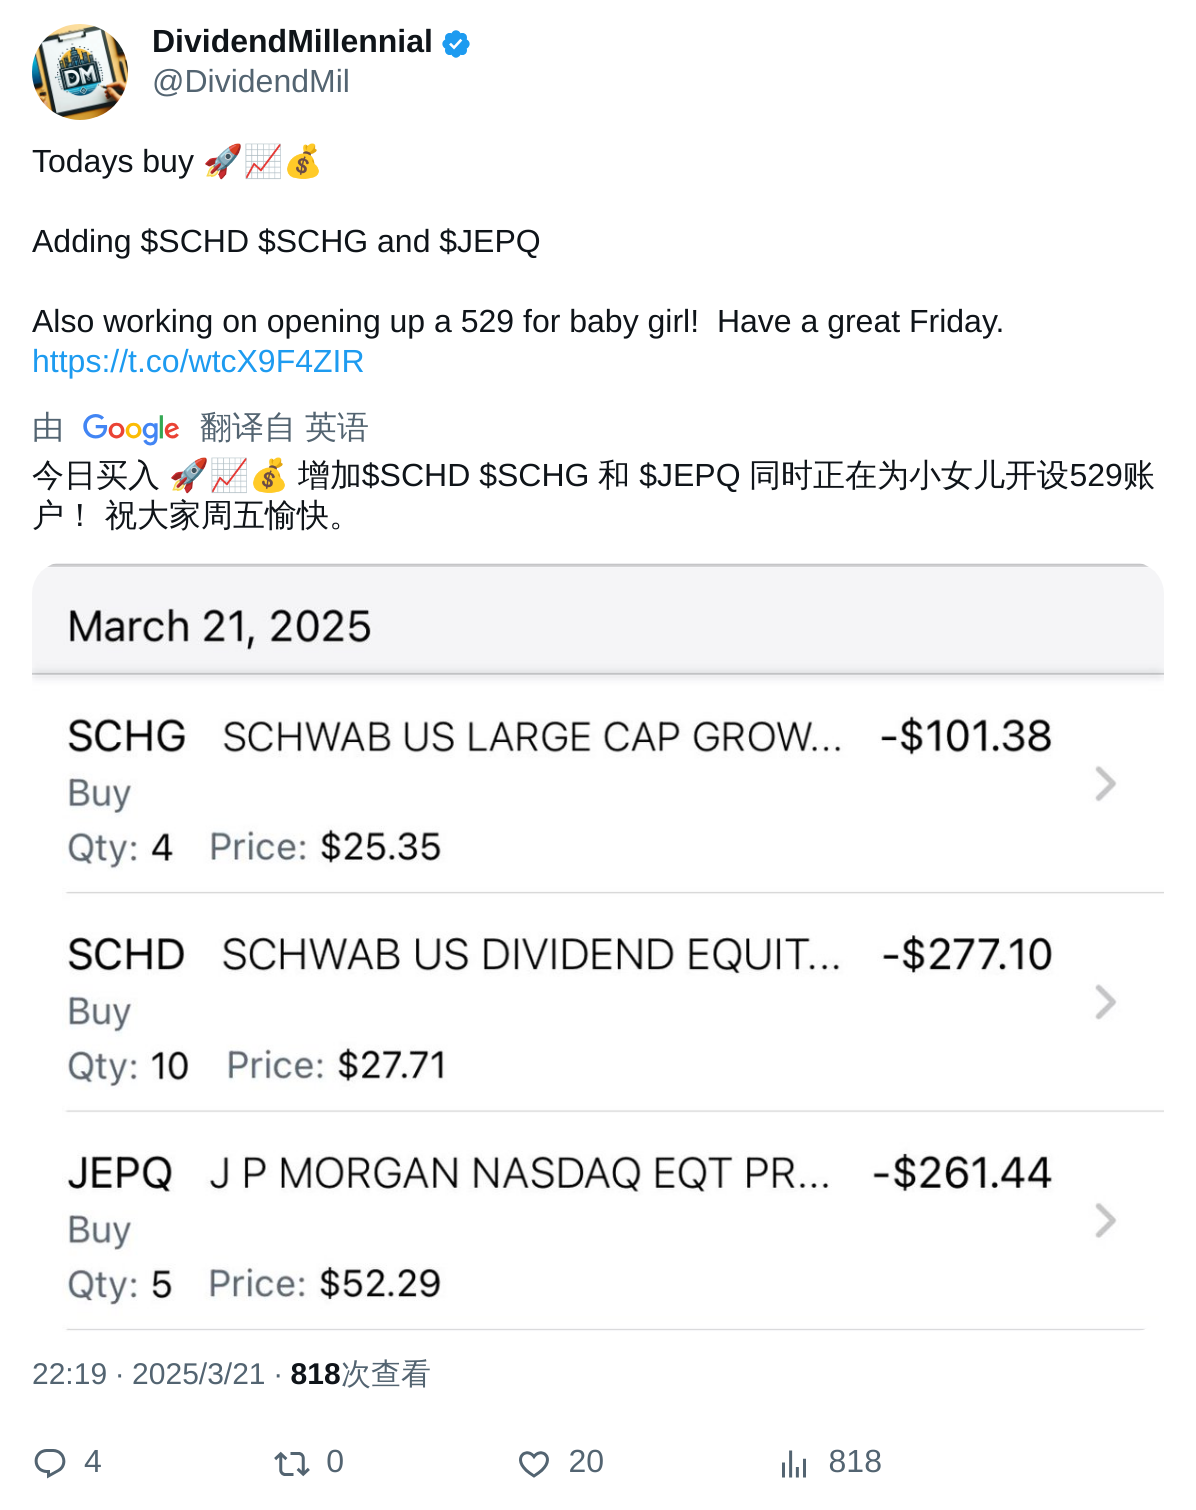 DM
DividendMillennial
@DividendMil
Todays buy 🚀📈💰
Adding $SCHD $SCHG and $JEPQ
Also working on opening up a 529 for baby girl!  Have a great Friday.
https://t.co/wtcX9F4ZIR
由 Google 翻译自 英语
今日买入 🚀📈💰 增加$SCHD $SCHG 和 $JEPQ 同时正在为小女儿开设529账
户！ 祝大家周五愉快。
March 21, 2025
SCHG SCHWAB US LARGE CAP GROW... -$101.38
Buy
Qty: 4 Price: $25.35
SCHD SCHWAB US DIVIDEND EQUIT... -$277.10
Buy
Qty: 10 Price: $27.71
JEPQ J P MORGAN NASDAQ EQT PR... -$261.44
Buy
Qty: 5 Price: $52.29
22:19 · 2025/3/21 · 818次查看
4 0 20 818